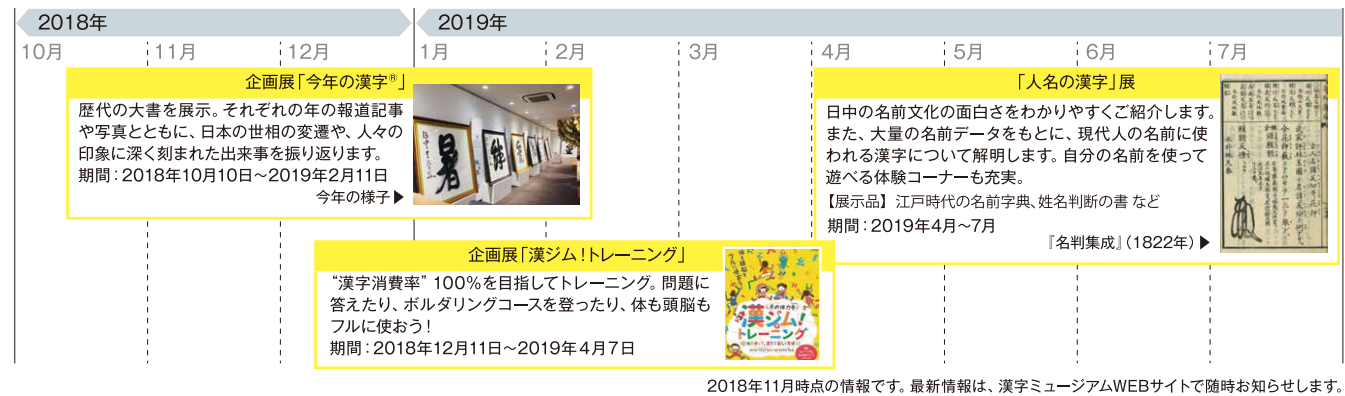 2018年
2019年
10月
11月
12月
1月
2月
3月
4月
5月
6月
7月
企画展「今年の漢字®」
歴代の大書を展示。それぞれの年の報道記事
や写真とともに、日本の世相の変遷や、人々の
印象に深く刻まれた出来事を振り返ります。
期間：2018年10月10日～2019年2月11日
今年の様子▶
暑
企画展「漢ジム！トレーニング」
“漢字消費率” 100％を目指してトレーニング。問題に
答えたり、ボルダリングコースを登ったり、体も頭脳も
フルに使おう！
期間：2018年12月11日～2019年4月7日
漢ジム！
トレーニング
「人名の漢字」展
日中の名前文化の面白さをわかりやすくご紹介します。
また、大量の名前データをもとに、現代人の名前に使
われる漢字について解明します。自分の名前を使って
遊べる体験コーナーも充実。
【展示品】江戸時代の名前字典、姓名判断の書 など
期間：2019年4月～7月
『名判集成』（1822年）▶
2018年11月時点の情報です。最新情報は、漢字ミュージアムWEBサイトで随時お知らせします。